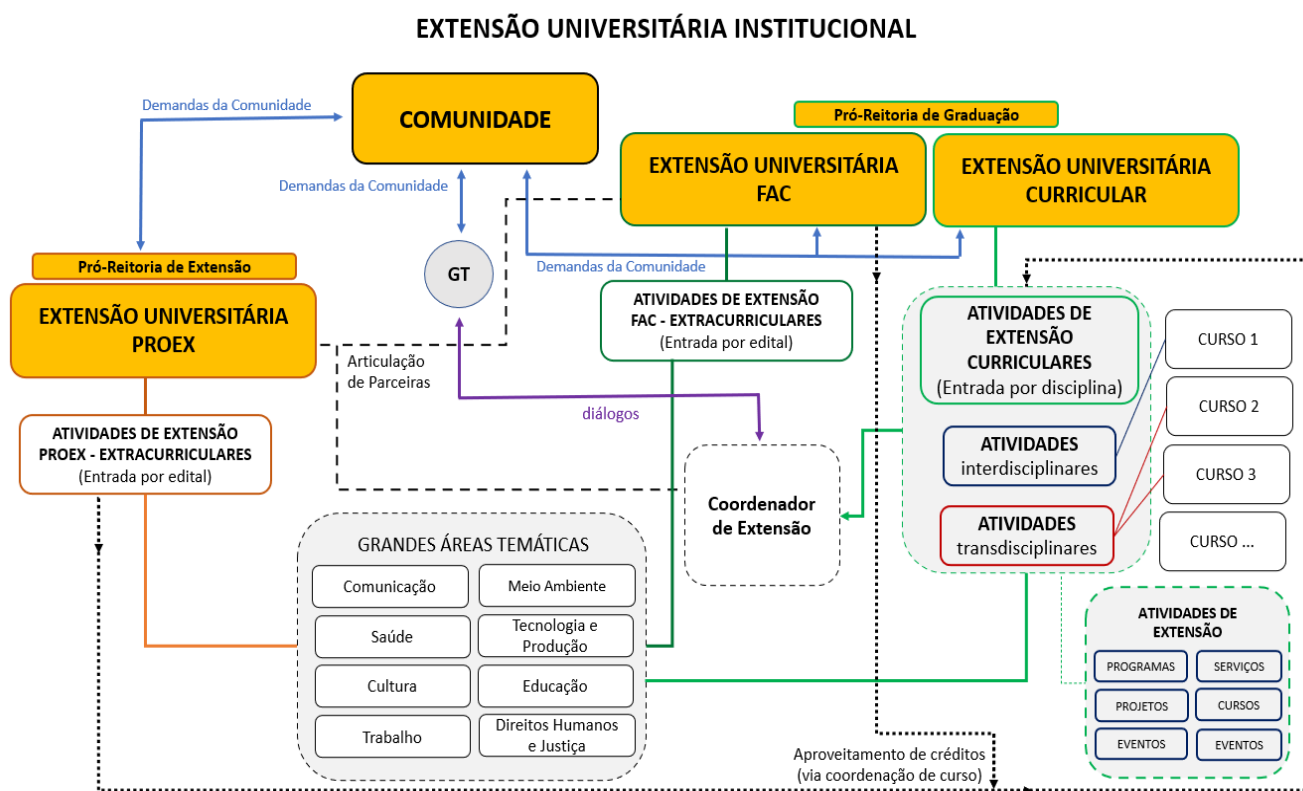 EXTENSÃO UNIVERSITÁRIA INSTITUCIONAL
Demandas da Comunidade
COMUNIDADE
Pró-Reitoria de Graduação
EXTENSÃO UNIVERSITÁRIA
FAC
EXTENSÃO UNIVERSITÁRIA
CURRICULAR
Demandas da Comunidade
Pró-Reitoria de Extensão
GT
Demandas da Comunidade
EXTENSÃO UNIVERSITÁRIA
PROEX
ATIVIDADES DE EXTENSÃO
FAC - EXTRACURRICULARES
(Entrada por edital)
ATIVIDADES DE
EXTENSÃO
CURRICULARES
(Entrada por disciplina)
CURSO 1
Articulação
de Parceiras
diálogos
CURSO 2
ATIVIDADES DE EXTENSÃO
PROEX - EXTRACURRICULARES
(Entrada por edital)
ATIVIDADES
interdisciplinares
CURSO 3
Coordenador
de Extensão
ATIVIDADES
transdisciplinares
CURSO ...
GRANDES ÁREAS TEMÁTICAS
Comunicação
Meio Ambiente
Saúde
Tecnologia e
Produção
Cultura
Educação
Trabalho
Direitos Humanos
e Justiça
ATIVIDADES DE
EXTENSÃO
PROGRAMAS
SERVIÇOS
PROJETOS
CURSOS
EVENTOS
EVENTOS
Aproveitamento de créditos
(via coordenação de curso)